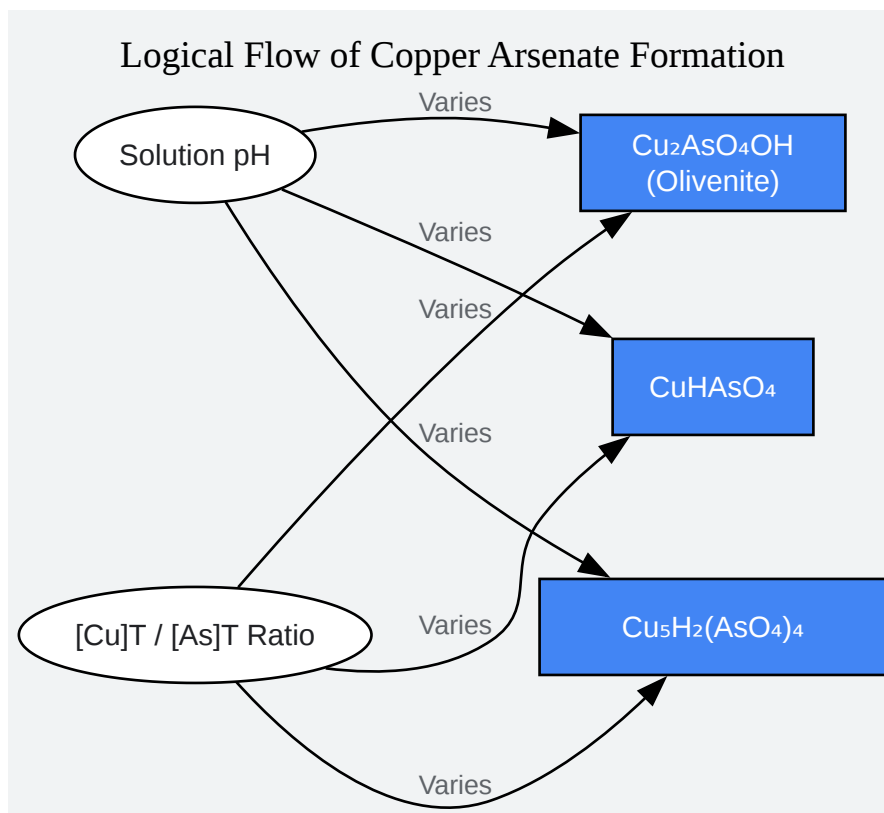 Logical Flow of Copper Arsenate Formation
Varies
Solution pH
Cu₂AsO₄OH
(Olivenite)
Varies
Varies
CuHAsO₄
Varies
[Cu]T / [As]T Ratio
Varies
Cu₅H₂(AsO₄)₄
Varies